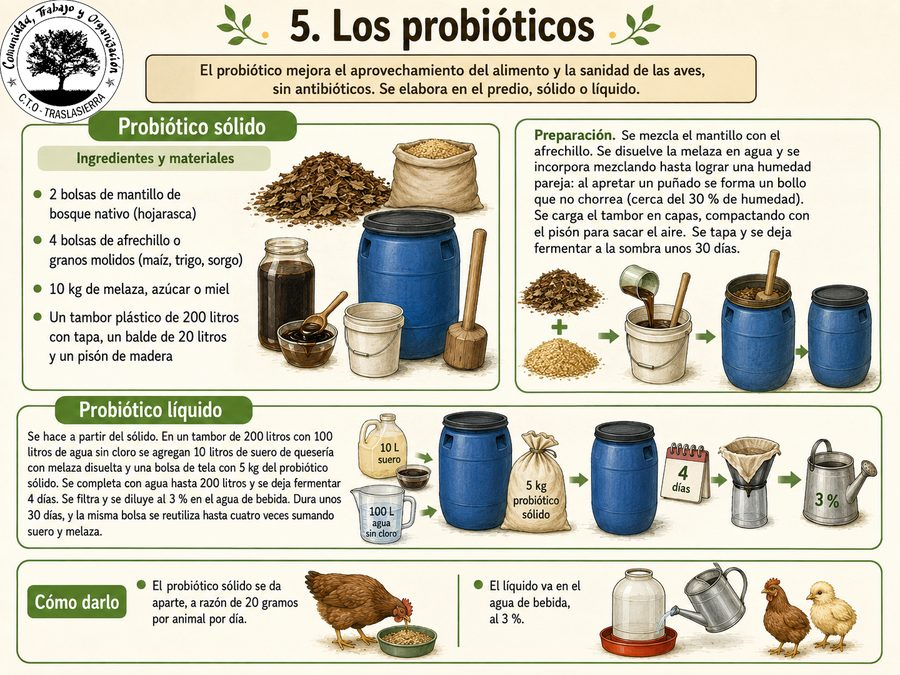 Comunidad, Trabajo y Organización
C.T.O - TRASLASIERRA
5. Los probióticos
El probiótico mejora el aprovechamiento del alimento y la sanidad de las aves,
sin antibióticos. Se elabora en el predio, sólido o líquido.
Probiótico sólido
Ingredientes y materiales
2 bolsas de mantillo de
bosque nativo (hojarasca)
4 bolsas de afrechillo o
granos molidos (maíz, trigo, sorgo)
10 kg de melaza, azúcar o miel
Un tambor plástico de 200 litros
con tapa, un balde de 20 litros
y un pisón de madera
Preparación. Se mezcla el mantillo con el
afrechillo. Se disuelve la melaza en agua y se
incorpora mezclando hasta lograr una humedad
pareja: al apretar un puñado se forma un bollo
que no chorrea (cerca del 30 % de humedad).
Se carga el tambor en capas, compactando con
el pisón para sacar el aire. Se tapa y se deja
fermentar a la sombra unos 30 días.
Probiótico líquido
Se hace a partir del sólido. En un tambor de 200 litros con 100
litros de agua sin cloro se agregan 10 litros de suero de quesería
con melaza disuelta y una bolsa de tela con 5 kg del probiótico
sólido. Se completa con agua hasta 200 litros y se deja fermentar
4 días. Se filtra y se diluye al 3 % en el agua de bebida. Dura unos
30 días, y la misma bolsa se reutiliza hasta cuatro veces sumando
suero y melaza.
10 L
suero
100 L
agua
sin cloro
5 kg
probiótico
sólido
4
días
3 %
Cómo darlo
El probiótico sólido se da
aparte, a razón de 20 gramos
por animal por día.
El líquido va en el
agua de bebida,
al 3 %.